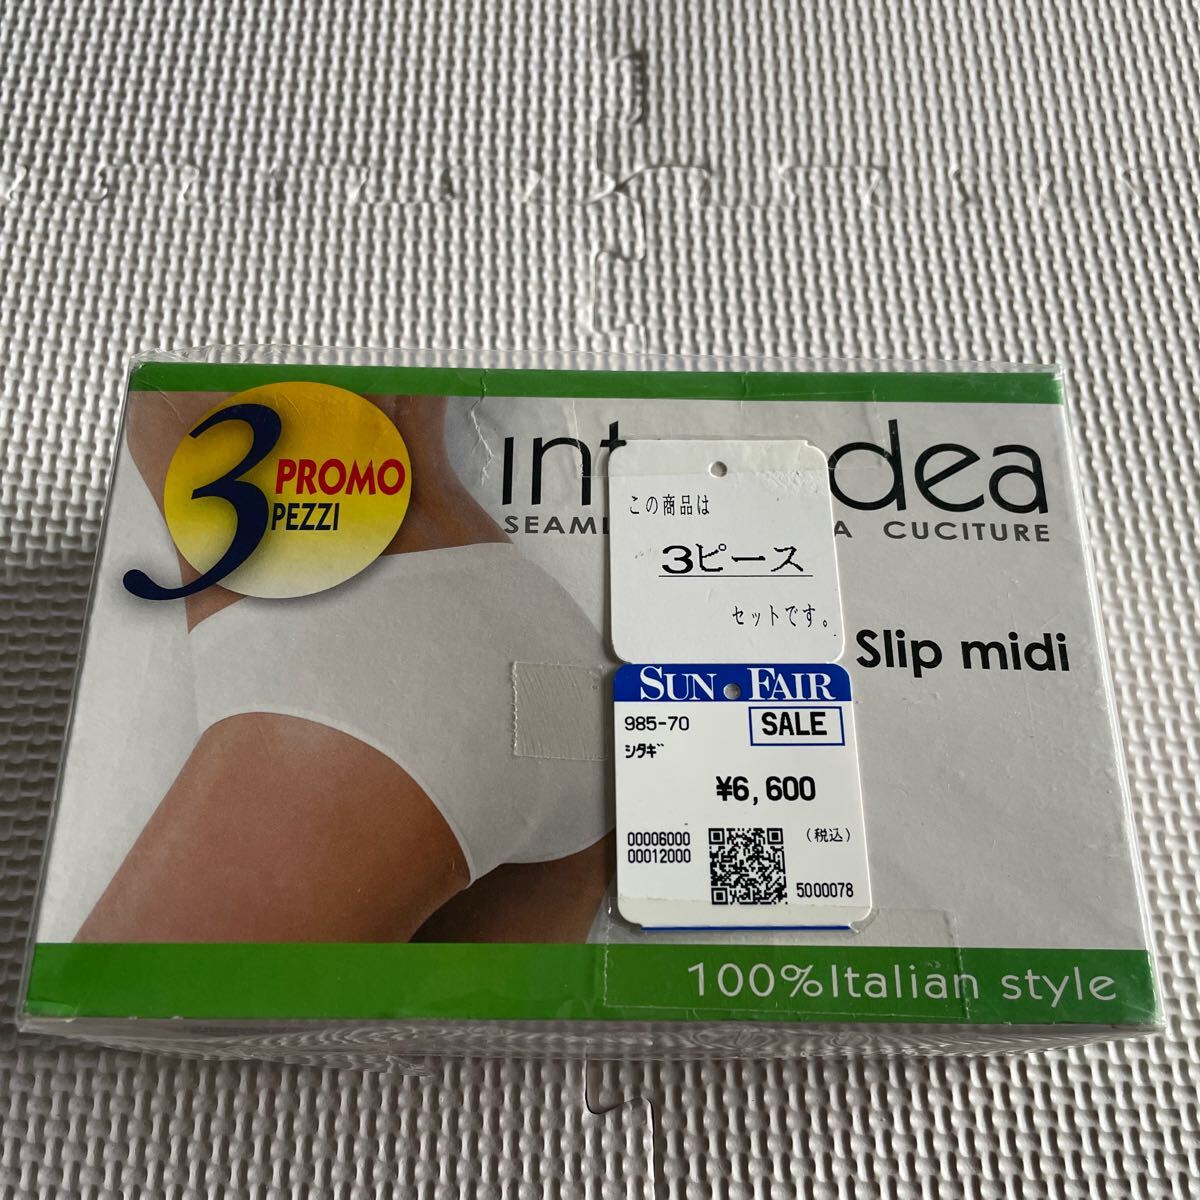 3 PROMO
PEZZI
int dea
SEAML A CUCITURE
この商品は
3ピース
セットです。
Slip midi
SUN FAIR
985-70
SALE
シタギ
¥6,600
00006000
(税込)
00012000
5000078
100%Italian style